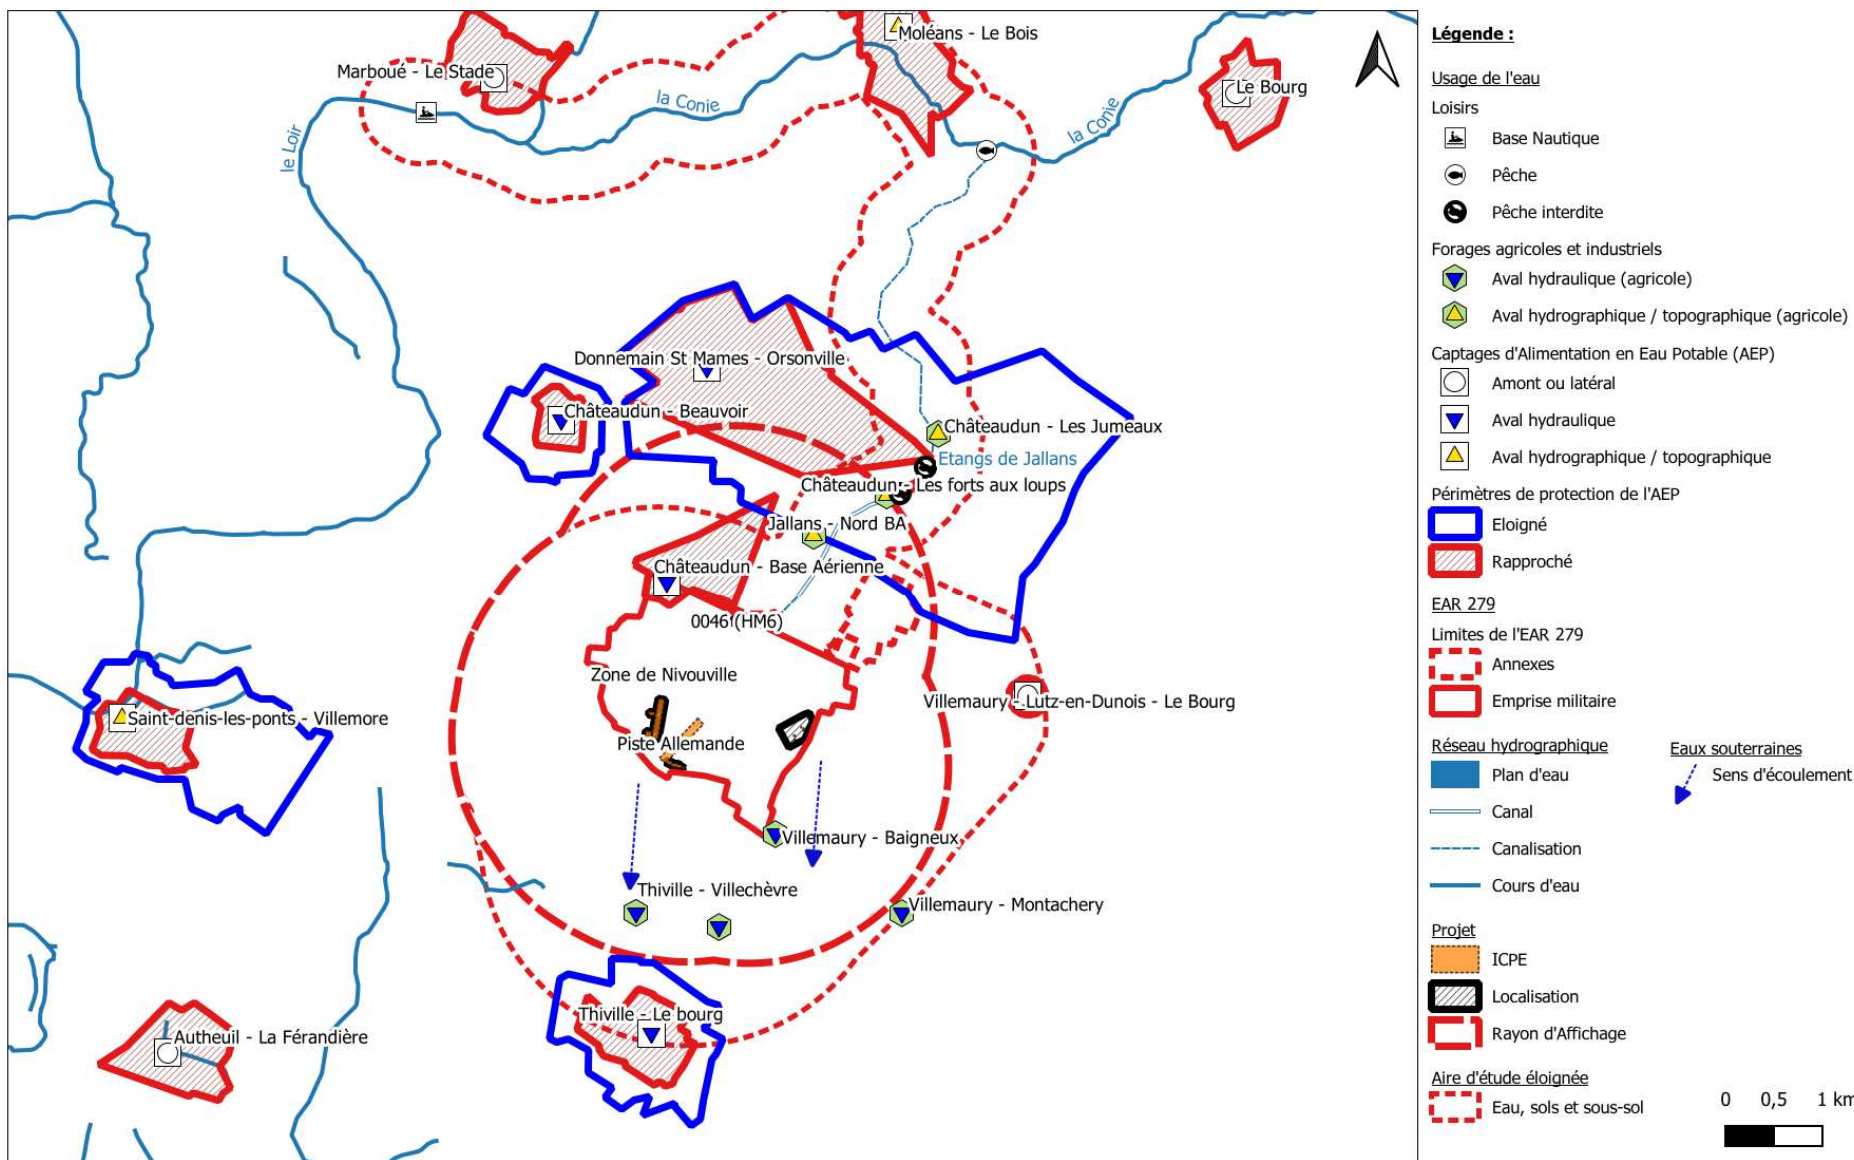 Moléans - Le Bois
Marboué - Le Stade
Le Bourg
la Conie
la Conie
le Loir
Donnemain St Mames - Orsonville
Châteaudun - Beauvoir
Châteaudun - Les Jumeaux
Etangs de Jallans
Châteaudun - Les forts aux loups
Jallans - Nord BA
Châteaudun - Base Aérienne
0046 (HM6)
Zone de Nivouville
Villemaury - Lutz-en-Dunois - Le Bourg
Saint-denis-les-ponts - Villemore
Piste Allemande
Villemaury - Baigneux
Thiville - Villechèvre
Villemaury - Montachery
Thiville - Le bourg
Autheuil - La Férandière
Légende :
Usage de l'eau
Loisirs
Base Nautique
Pêche
Pêche interdite
Forages agricoles et industriels
Aval hydraulique (agricole)
Aval hydrographique / topographique (agricole)
Captages d'Alimentation en Eau Potable (AEP)
Amont ou latéral
Aval hydraulique
Aval hydrographique / topographique
Périmètres de protection de l'AEP
Eloigné
Rapproché
EAR 279
Limites de l'EAR 279
Annexes
Emprise militaire
Réseau hydrographique
Plan d'eau
Canal
Canalisation
Cours d'eau
Eaux souterraines
Sens d'écoulement
Projet
ICPE
Localisation
Rayon d'Affichage
Aire d'étude éloignée
Eau, sols et sous-sol
0 0,5 1 km